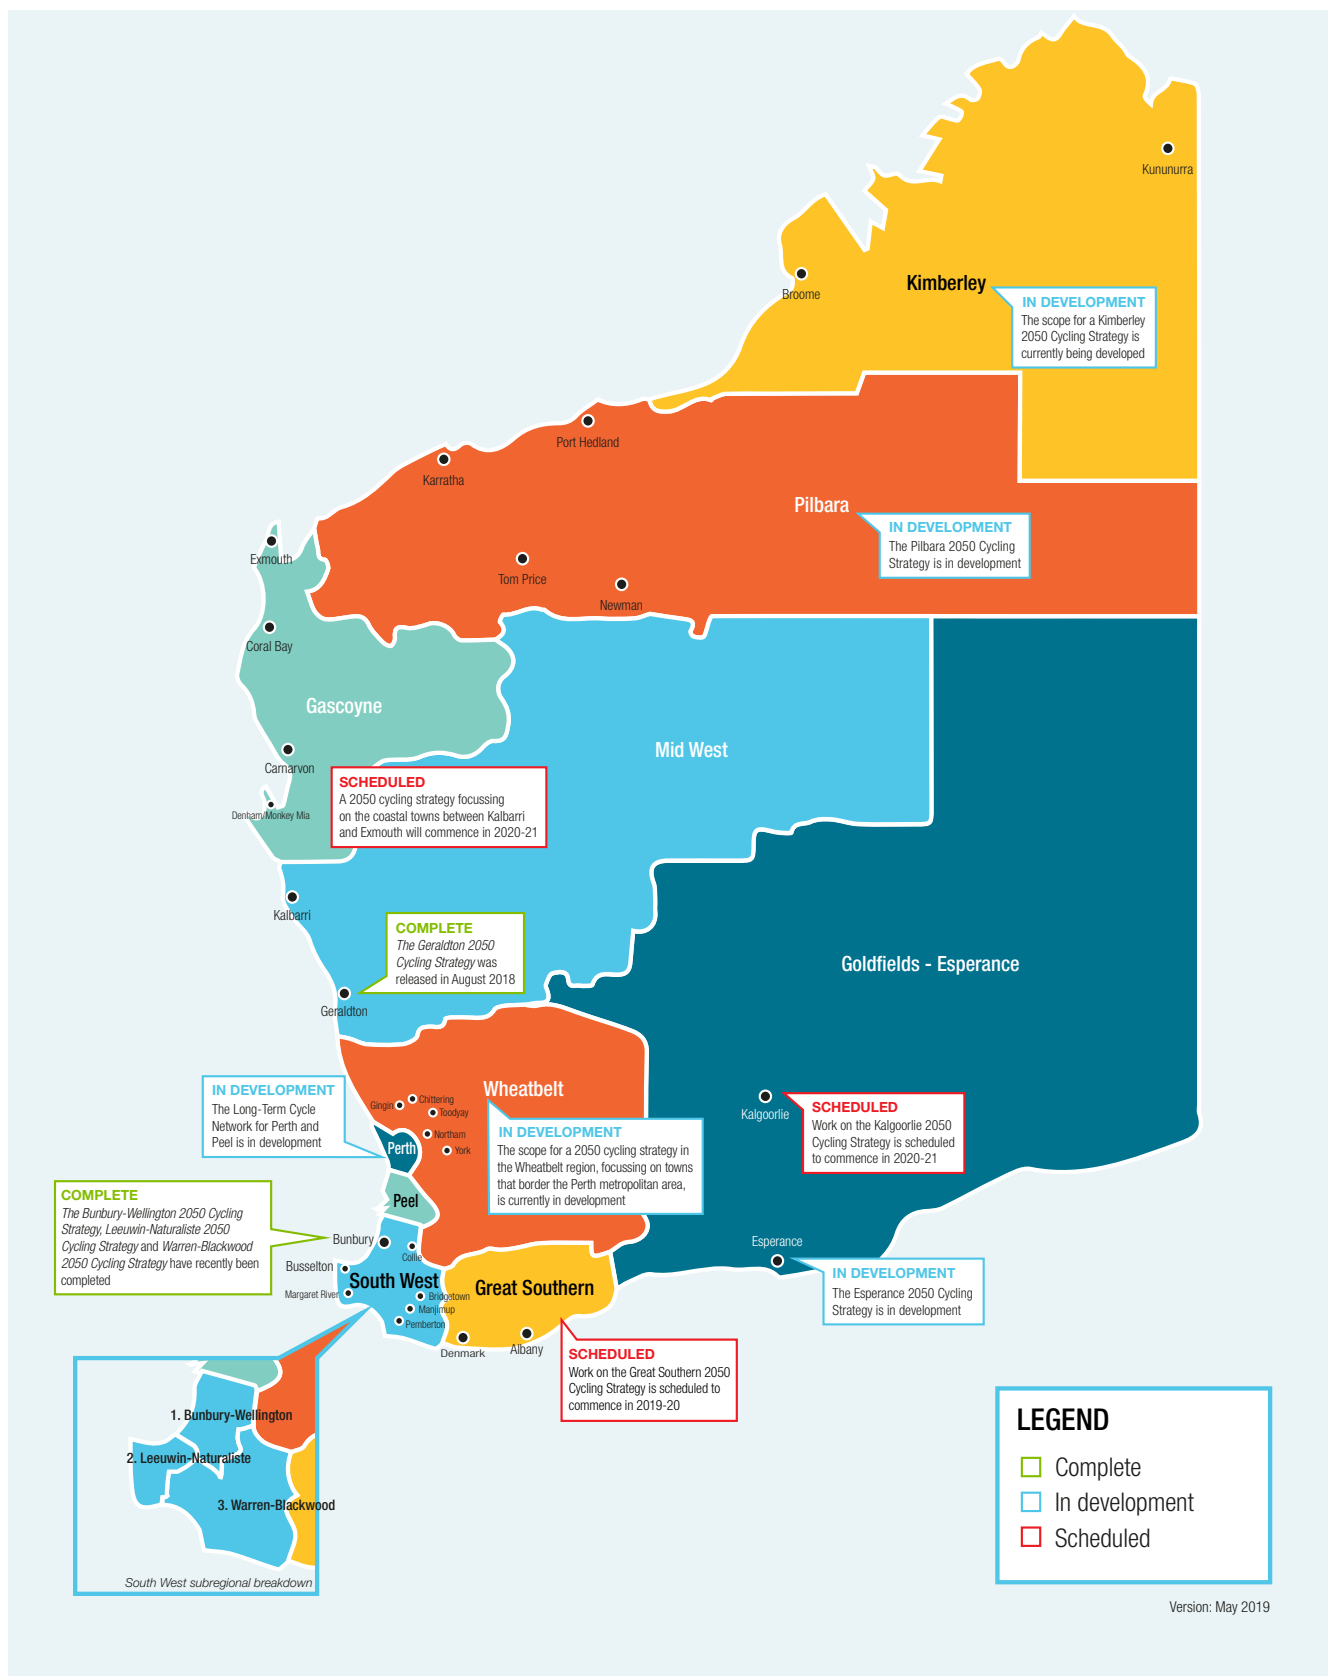 Kununurra
Broome
Kimberley
IN DEVELOPMENT
The scope for a Kimberley
2050 Cycling Strategy is
currently being developed
Port Hedland
Karratha
Pilbara
IN DEVELOPMENT
The Pilbara 2050 Cycling
Strategy is in development
Exmouth
Tom Price
Newman
Coral Bay
Gascoyne
Mid West
Carnarvon
Denham/Monkey Mia
SCHEDULED
A 2050 cycling strategy focussing
on the coastal towns between Kalbarri
and Exmouth will commence in 2020-21
Kalbarri
COMPLETE
The Geraldton 2050
Cycling Strategy was
released in August 2018
Geraldton
Goldfields - Esperance
Wheatbelt
Gingin
Chittering
Toodyay
Northam
York
IN DEVELOPMENT
The Long-Term Cycle
Network for Perth and
Peel is in development
Perth
IN DEVELOPMENT
The scope for a 2050 cycling strategy in
the Wheatbelt region, focussing on towns
that border the Perth metropolitan area,
is currently in development
Kalgoorlie
SCHEDULED
Work on the Kalgoorlie 2050
Cycling Strategy is scheduled
to commence in 2020-21
Peel
COMPLETE
The Bunbury-Wellington 2050 Cycling
Strategy, Leeuwin-Naturaliste 2050
Cycling Strategy and Warren-Blackwood
2050 Cycling Strategy have recently been
completed
Bunbury
Collie
Busselton
South West
Margaret River
Bridgetown
Manjimup
Pemberton
Great Southern
Denmark
Albany
Esperance
IN DEVELOPMENT
The Esperance 2050 Cycling
Strategy is in development
SCHEDULED
Work on the Great Southern 2050
Cycling Strategy is scheduled to
commence in 2019-20
1. Bunbury-Wellington
2. Leeuwin-Naturaliste
3. Warren-Blackwood
South West subregional breakdown
LEGEND
Complete
In development
Scheduled
Version: May 2019